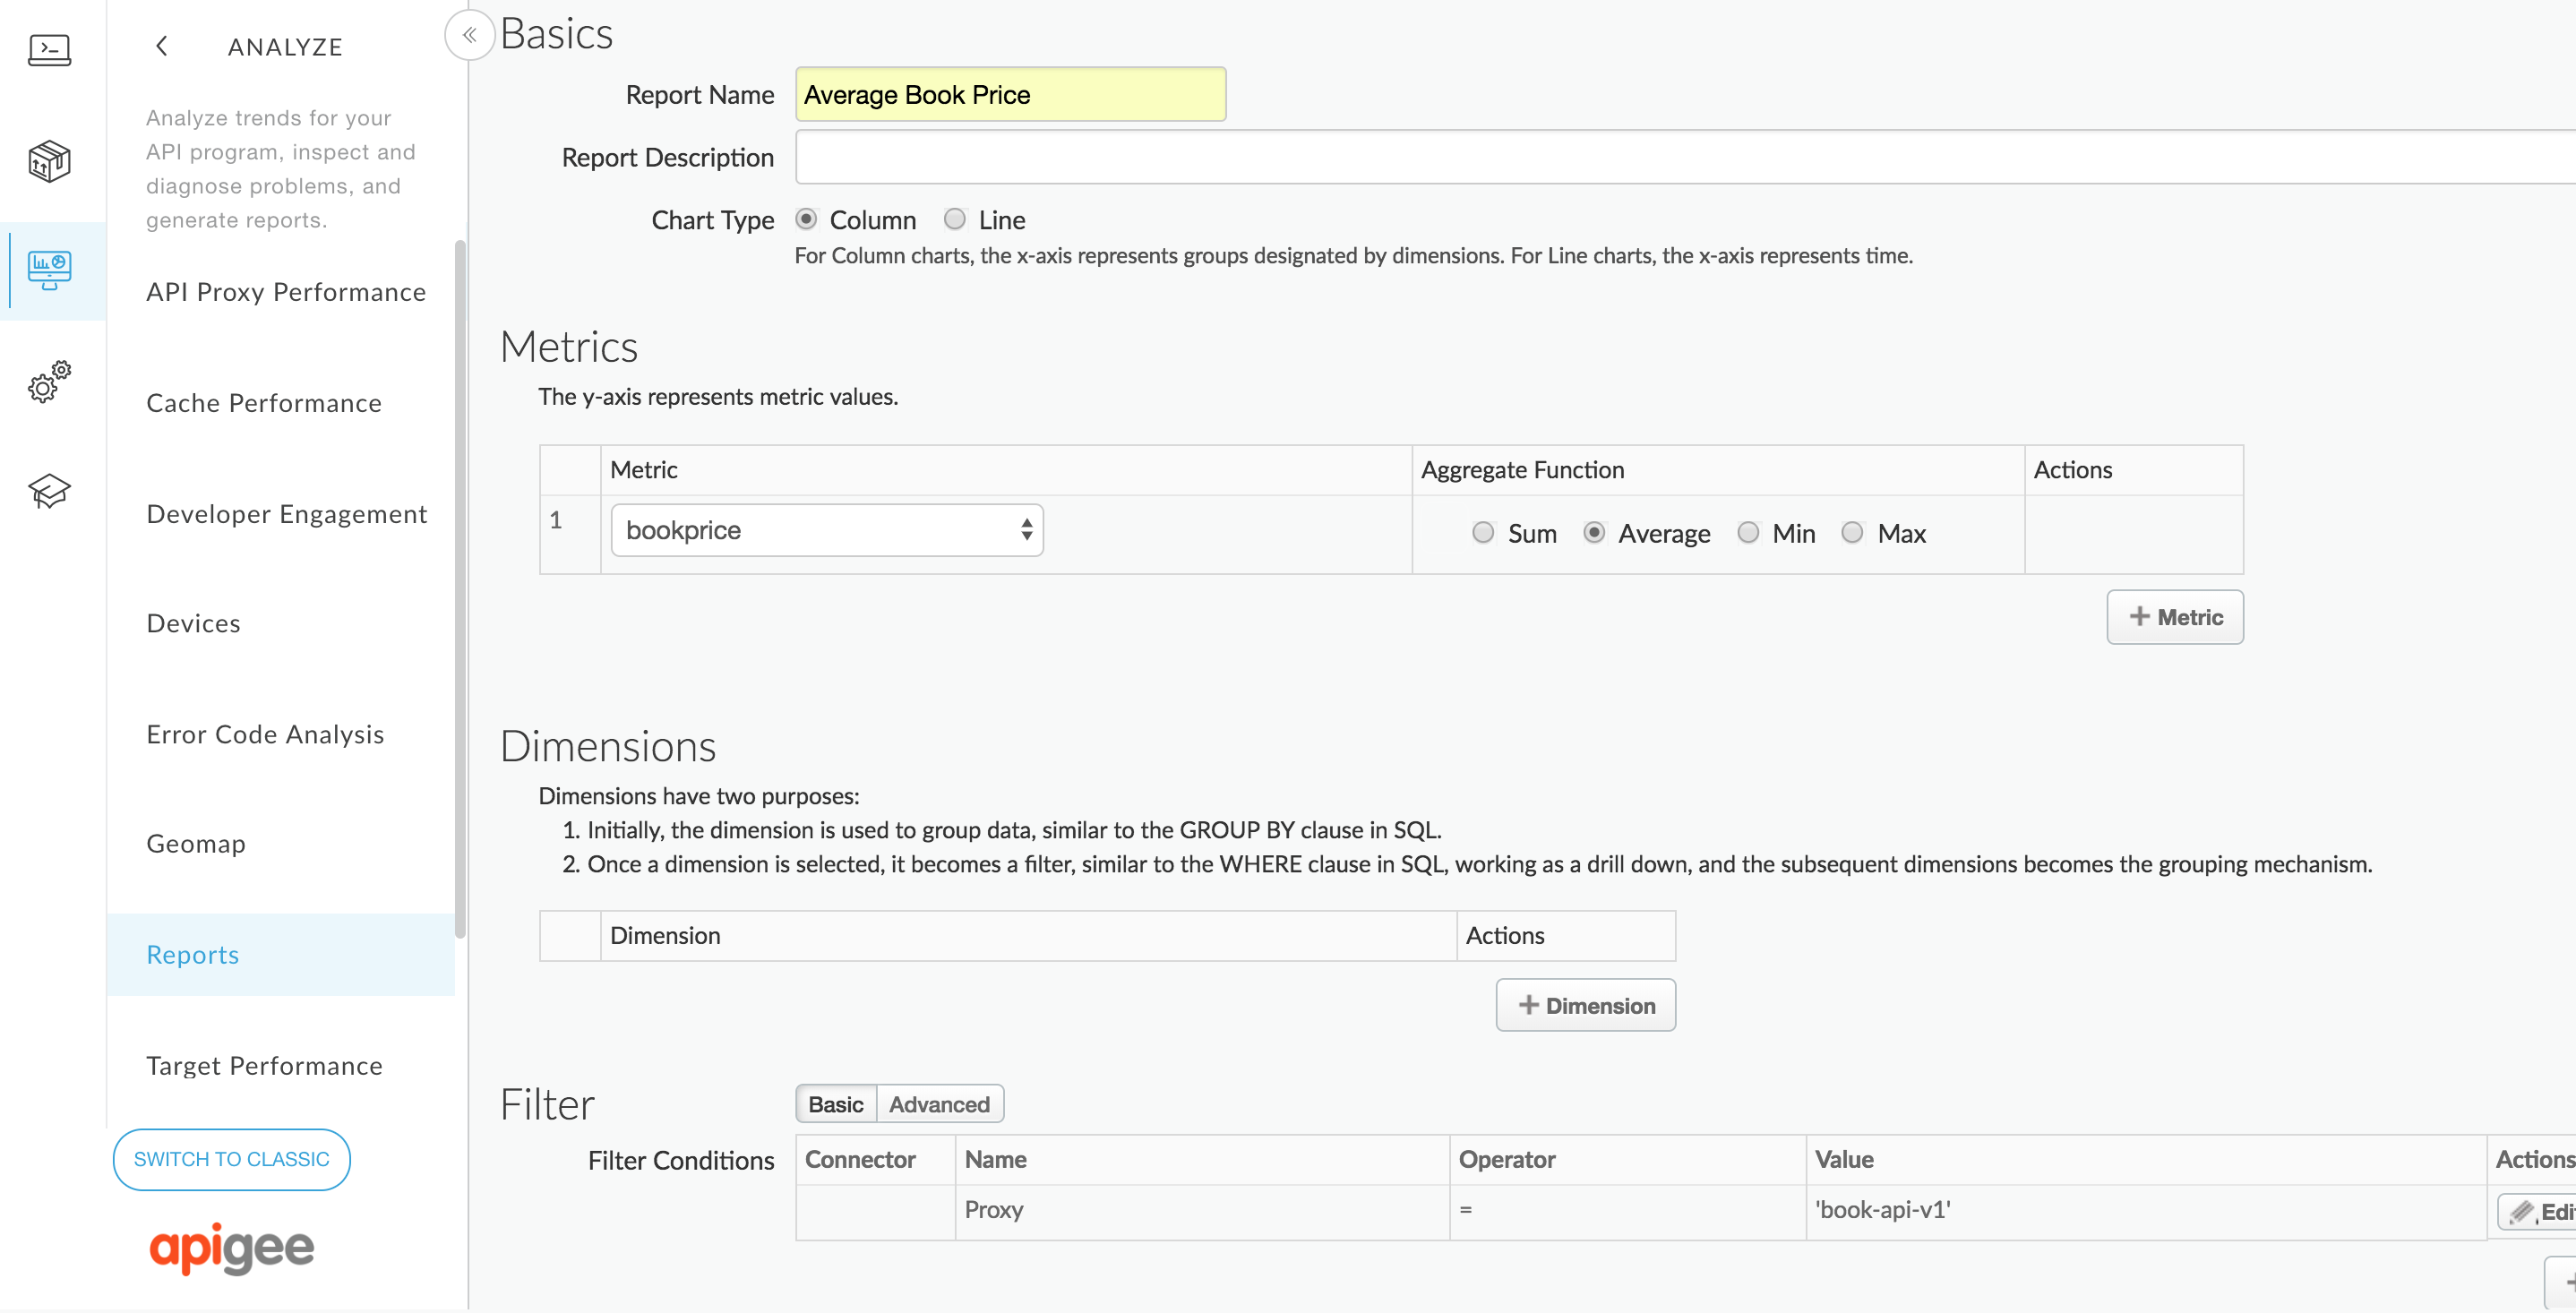 ANALYZE
Analyze trends for your
API program, inspect and
diagnose problems, and
generate reports.
API Proxy Performance
Cache Performance
Developer Engagement
Devices
Error Code Analysis
Geomap
Reports
Target Performance
SWITCH TO CLASSIC
apigee
Basics
Report Name Average Book Price
Report Description
Chart Type Column Line
For Column charts, the x-axis represents groups designated by dimensions. For Line charts, the x-axis represents time.
Metrics
The y-axis represents metric values.
Metric Aggregate Function Actions
1 bookprice Sum Average Min Max
+ Metric
Dimensions
Dimensions have two purposes:
1. Initially, the dimension is used to group data, similar to the GROUP BY clause in SQL.
2. Once a dimension is selected, it becomes a filter, similar to the WHERE clause in SQL, working as a drill down, and the subsequent dimensions becomes the grouping mechanism.
Dimension Actions
+ Dimension
Filter Basic Advanced
Filter Conditions Connector Name Operator Value Actions
Proxy = 'book-api-v1'